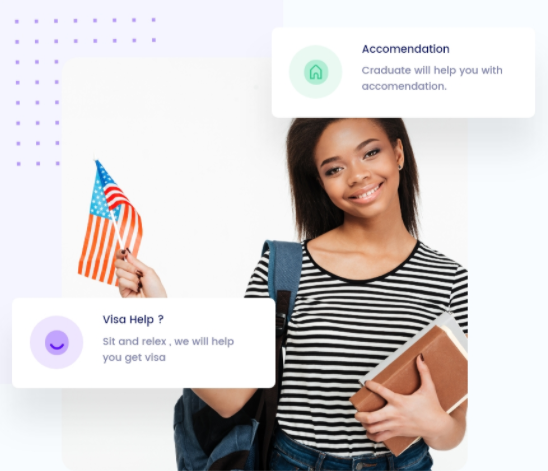 Accomendation
Craduate will help you with
accomendation.
Visa Help ?
Sit and relex , we will help
you get visa